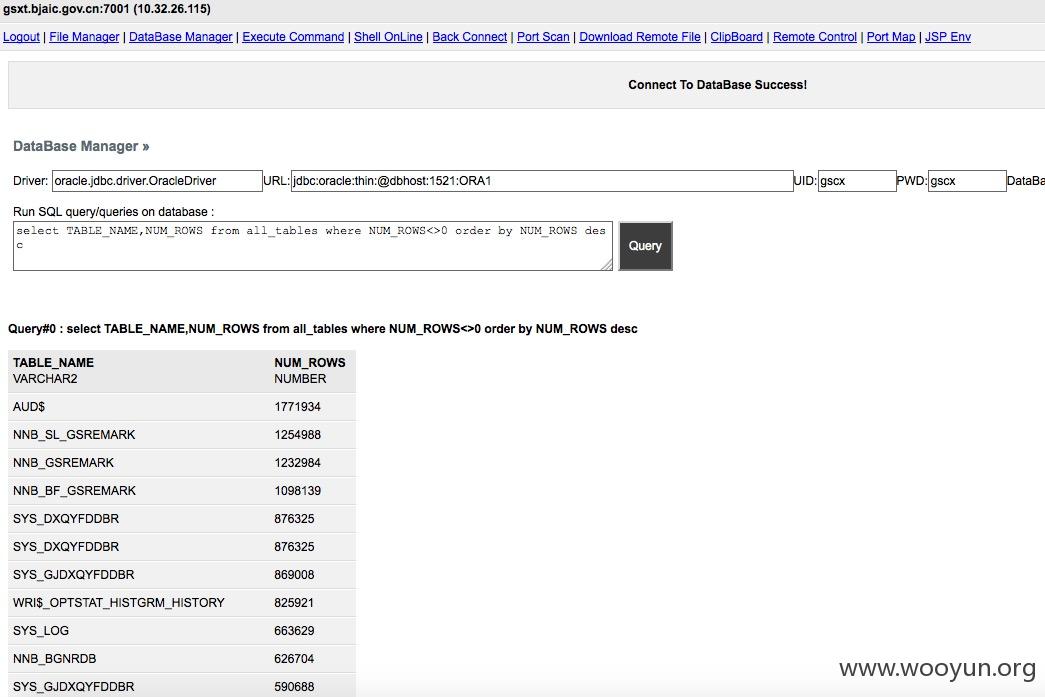 gsxt.bjaic.gov.cn:7001 (10.32.26.115)
Logout | File Manager | DataBase Manager | Execute Command | Shell OnLine | Back Connect | Port Scan | Download Remote File | ClipBoard | Remote Control | Port Map | JSP Env
Connect To DataBase Success!
DataBase Manager »
Driver: oracle.jdbc.driver.OracleDriver URL: jdbc:oracle:thin:@dbhost:1521:ORA1 UID: gscx PWD: gscx DataBa
Run SQL query/queries on database :
select TABLE_NAME,NUM_ROWS from all_tables where NUM_ROWS<>0 order by NUM_ROWS des
c
Query
Query#0 : select TABLE_NAME,NUM_ROWS from all_tables where NUM_ROWS<>0 order by NUM_ROWS desc
TABLE_NAME NUM_ROWS
VARCHAR2 NUMBER
AUD$ 1771934
NNB_SL_GSREMARK 1254988
NNB_GSREMARK 1232984
NNB_BF_GSREMARK 1098139
SYS_DXQYFDDBR 876325
SYS_DXQYFDDBR 876325
SYS_GJDXQYFDDBR 869008
WRI$_OPTSTAT_HISTGRM_HISTORY 825921
SYS_LOG 663629
NNB_BGNRDB 626704
SYS_GJDXQYFDDBR 590688
www.wooyun.org